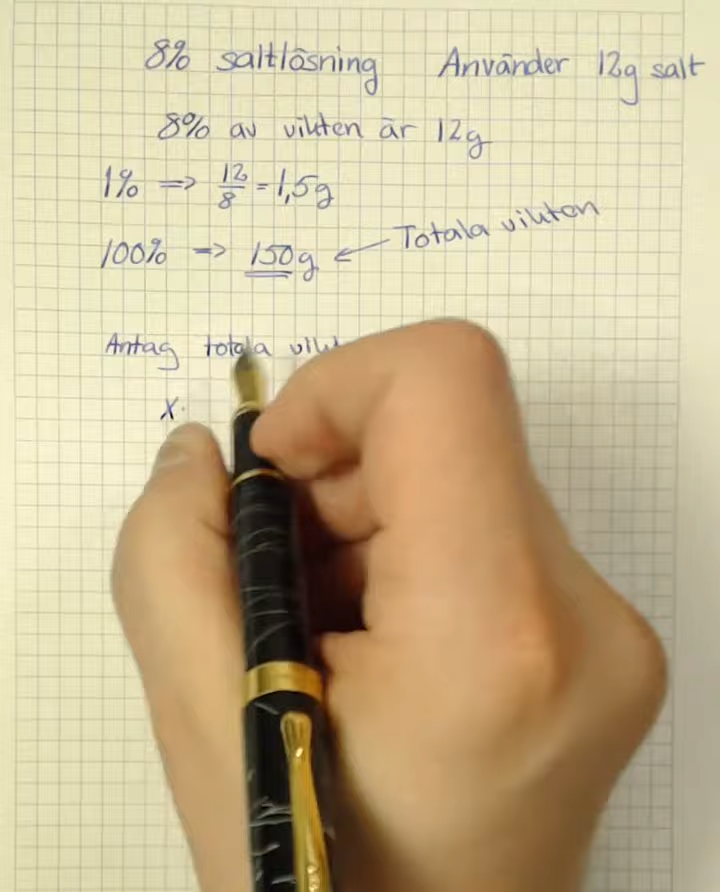 8% saltlösning Använder 12g salt
8% av vikten är 12g
1% => 12/8 = 1,5g
100% => 150g ← Totala vikten
Antag totala
x·